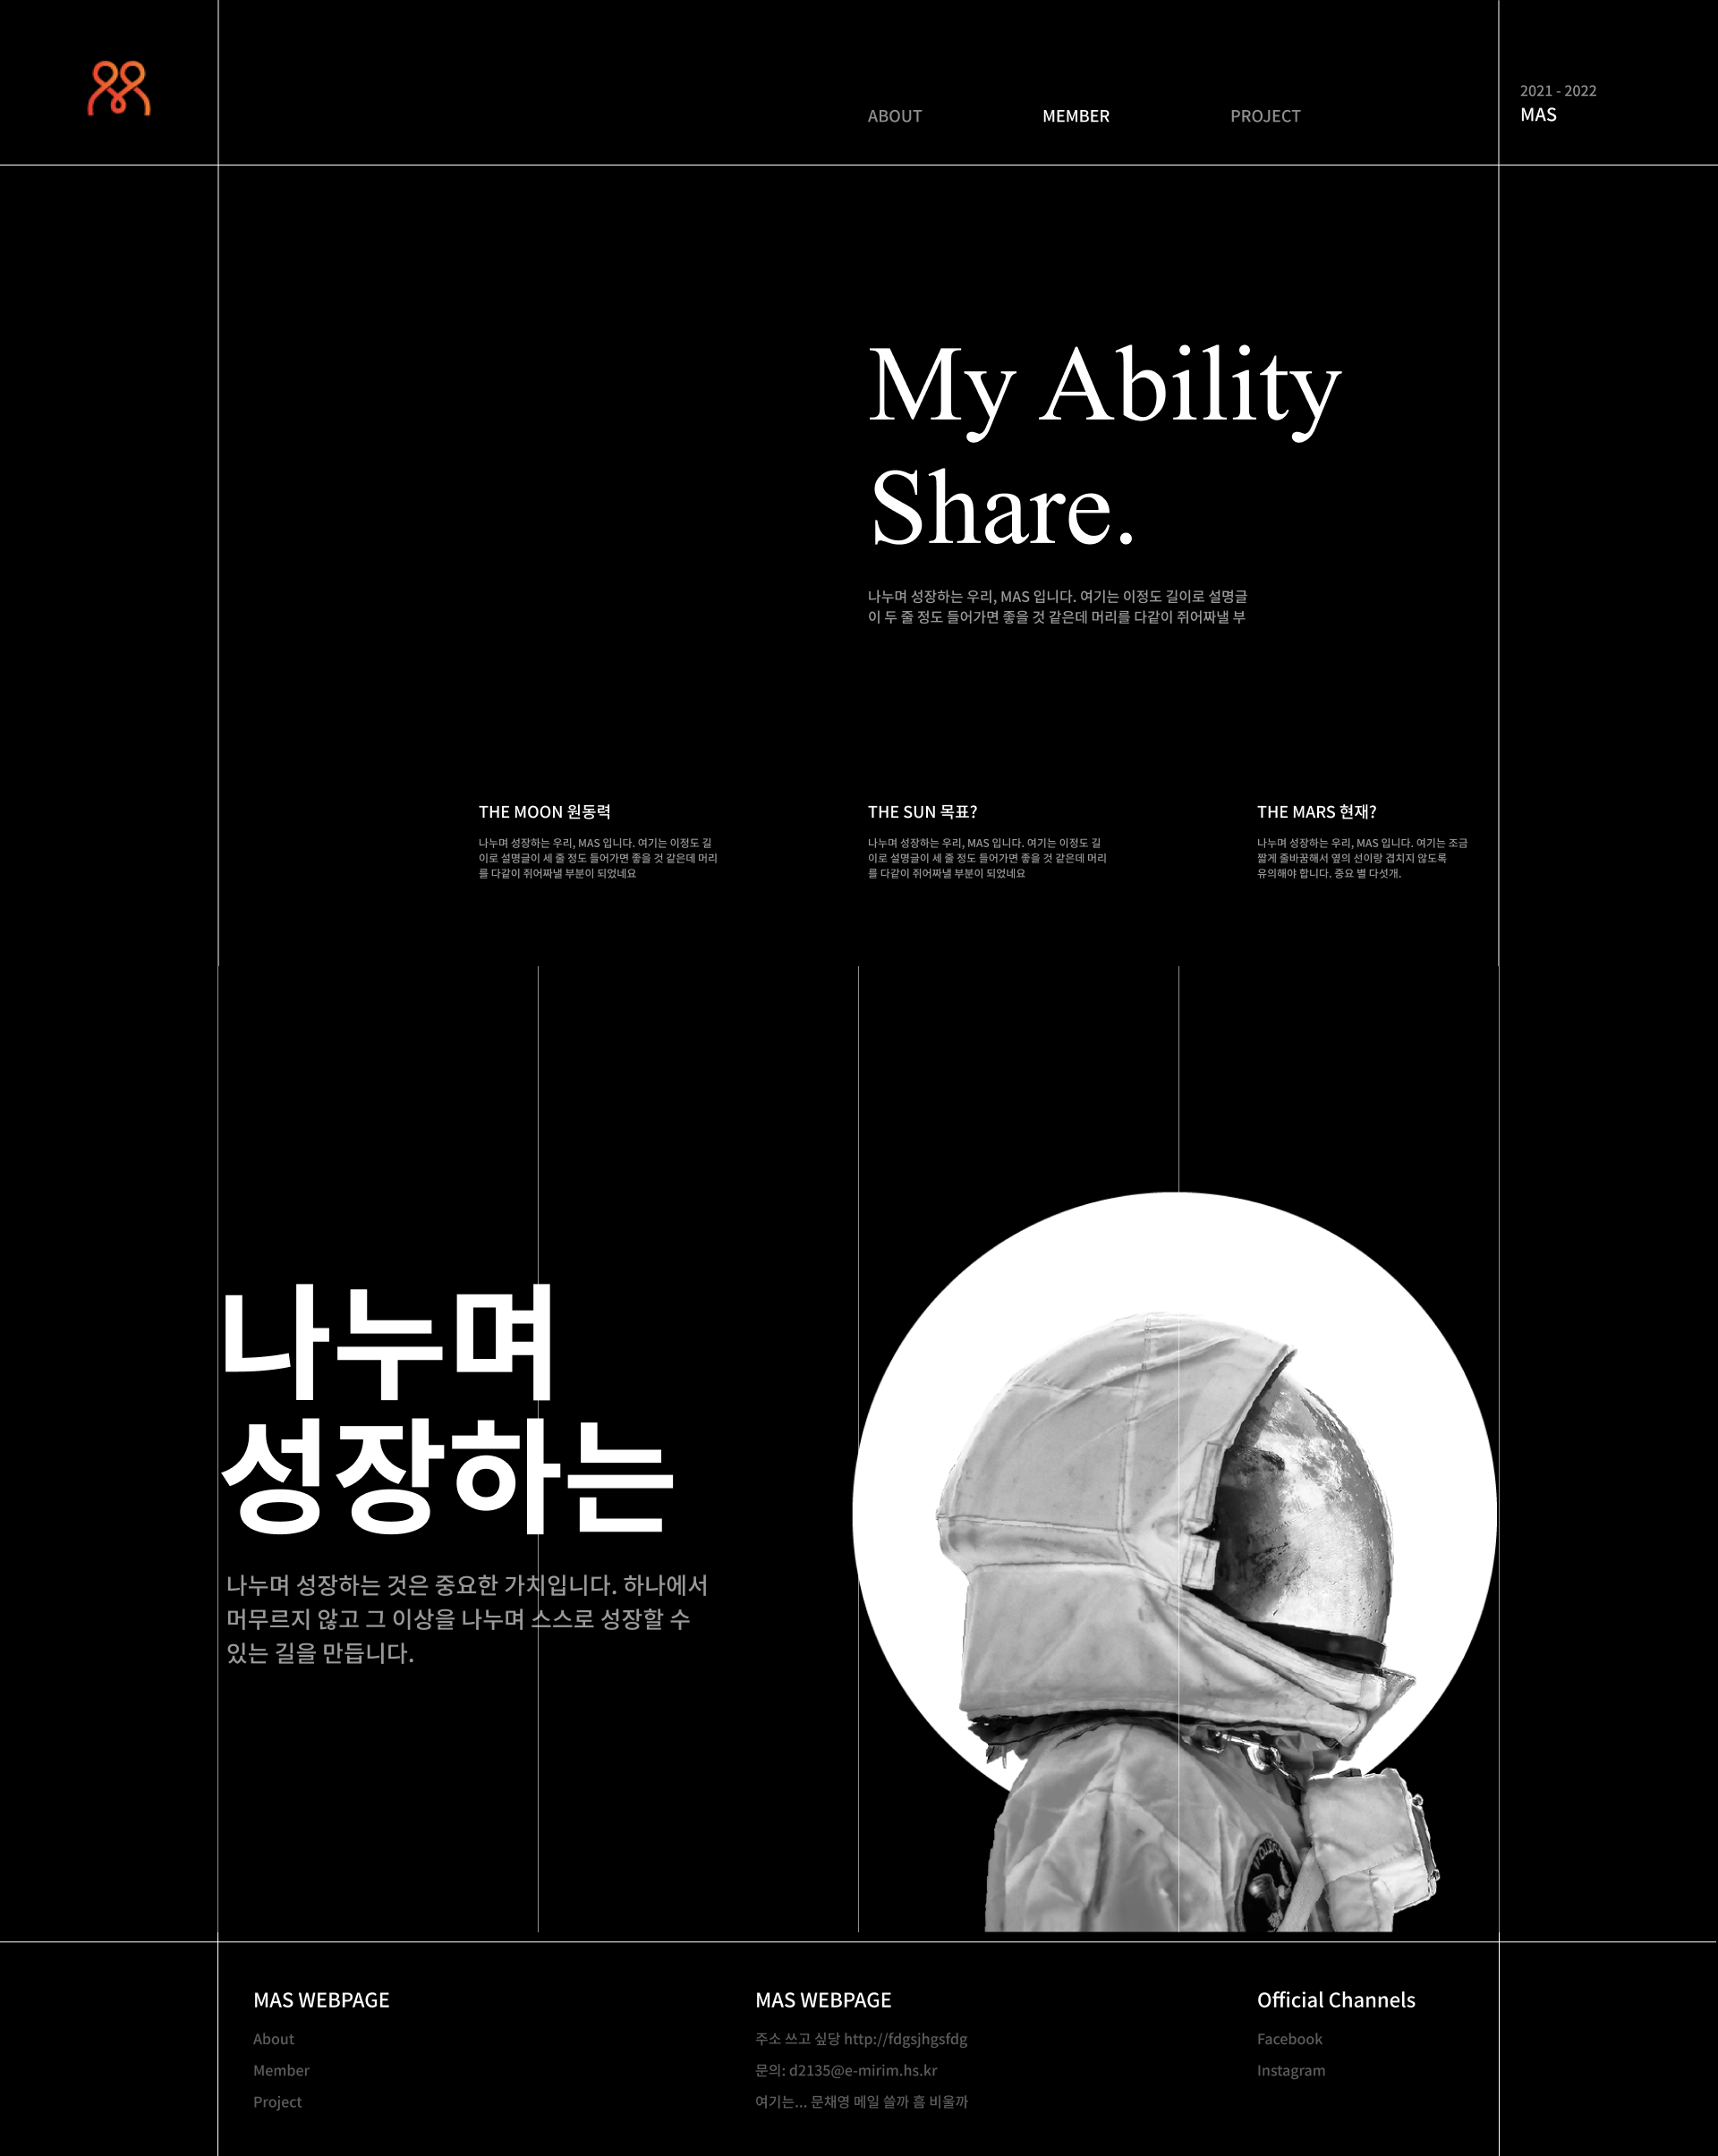 ABOUT
MEMBER
PROJECT
2021 - 2022
MAS
My Ability
Share.
나누며 성장하는 우리, MAS 입니다. 여기는 이정도 길이로 설명글
이 두 줄 정도 들어가면 좋을 것 같은데 머리를 다같이 쥐어짜낼 부
THE MOON 원동력
나누며 성장하는 우리, MAS 입니다. 여기는 이정도 길
이로 설명글이 세 줄 정도 들어가면 좋을 것 같은데 머리
를 다같이 쥐어짜낼 부분이 되었네요
THE SUN 목표?
나누며 성장하는 우리, MAS 입니다. 여기는 이정도 길
이로 설명글이 세 줄 정도 들어가면 좋을 것 같은데 머리
를 다같이 쥐어짜낼 부분이 되었네요
THE MARS 현재?
나누며 성장하는 우리, MAS 입니다. 여기는 조금
짧게 줄바꿈해서 옆의 선이랑 겹치지 않도록
유의해야 합니다. 중요 별 다섯개.
나누며
성장하는
나누며 성장하는 것은 중요한 가치입니다. 하나에서
머무르지 않고 그 이상을 나누며 스스로 성장할 수
있는 길을 만듭니다.
MAS WEBPAGE
About
Member
Project
MAS WEBPAGE
주소 쓰고 싶당 http://fdgsjhgsfdg
문의: d2135@e-mirim.hs.kr
여기는... 문채영 메일 쓸까 흠 비울까
Official Channels
Facebook
Instagram